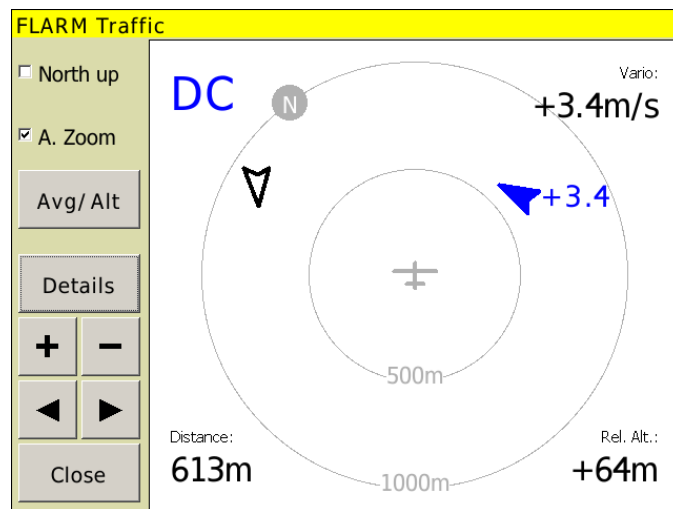 FLARM Traffic
North up
A. Zoom
Avg/Alt
Details
+ −
◄ ►
Close
DC
N
Vario:
+3.4m/s
+3.4
500m
1000m
Distance:
613m
Rel. Alt.:
+64m